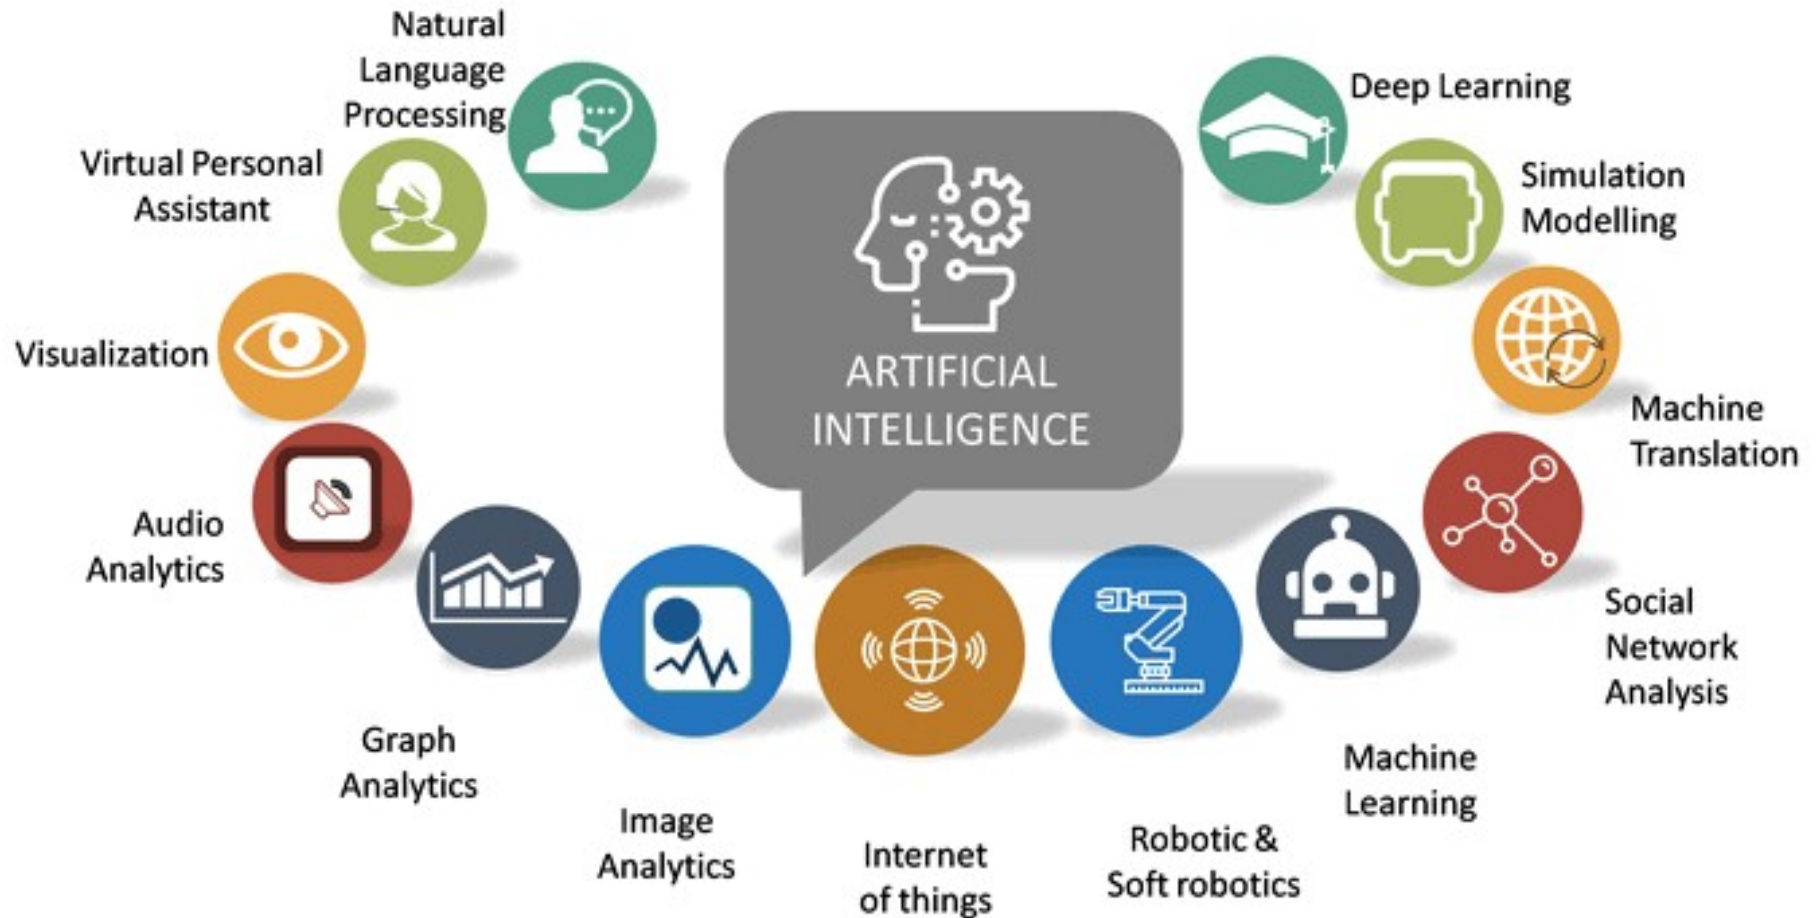 Natural
Language
Processing
Deep Learning
Virtual Personal
Assistant
Simulation
Modelling
Visualization
ARTIFICIAL
INTELLIGENCE
Machine
Translation
Audio
Analytics
Social
Network
Analysis
Graph
Analytics
Machine
Learning
Image
Analytics
Internet
of things
Robotic &
Soft robotics